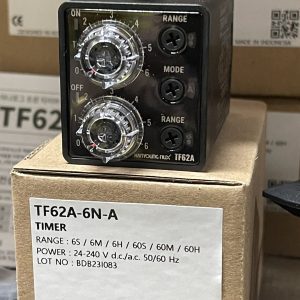 ON
RANGE
MODE
OFF
RANGE
HANYOUNG NUX TF62A
TF62
TF62A-6N-A
TIMER
RANGE : 6S / 6M / 6H / 60S / 60M / 60H
POWER : 24-240 V d.c./a.c. 50/60 Hz
LOT NO : BDB23I083
MADE IN INDONESIA